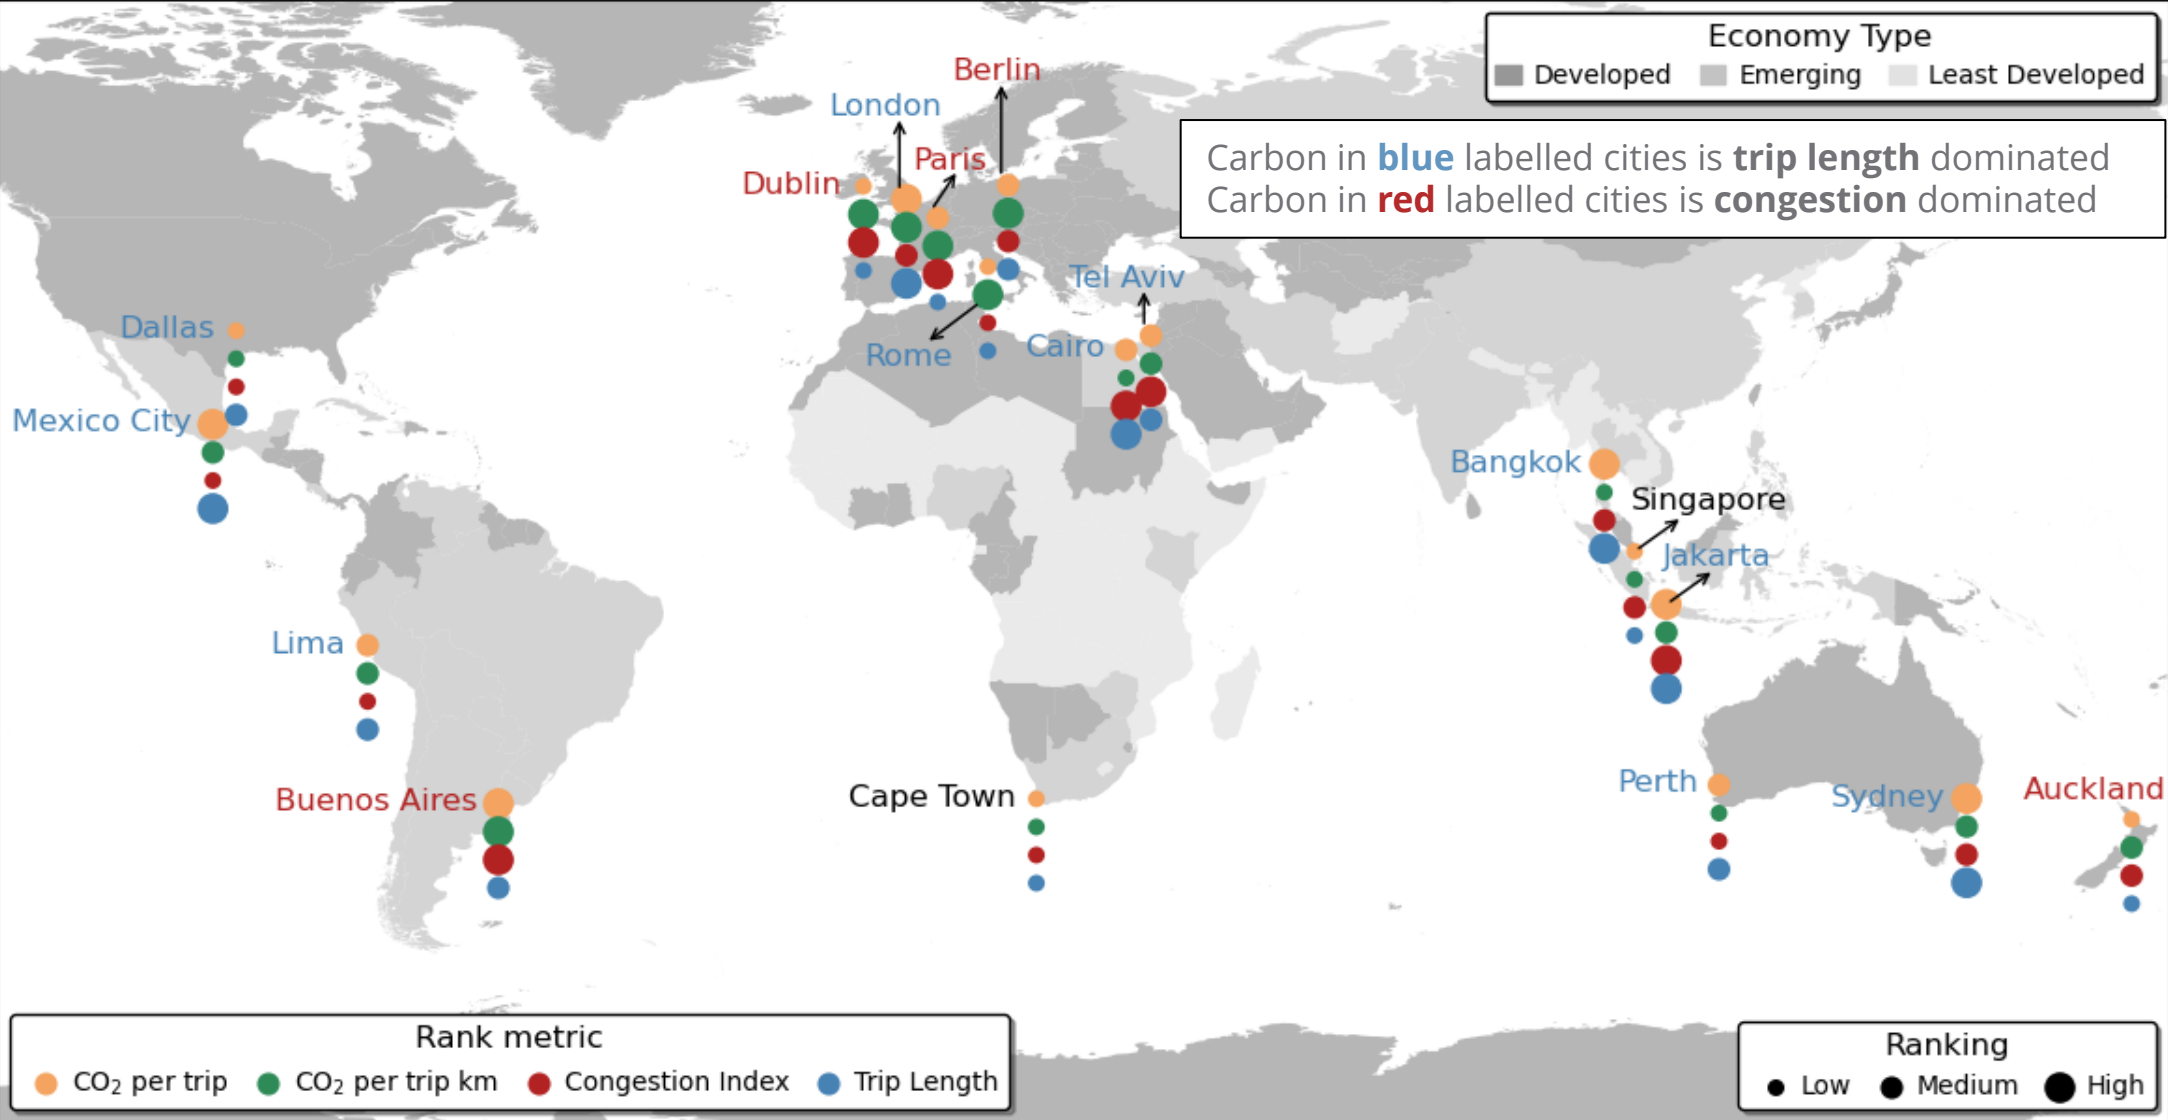 Economy Type
Developed Emerging Least Developed
Carbon in blue labelled cities is trip length dominated
Carbon in red labelled cities is congestion dominated
Berlin
London
Paris
Dublin
Tel Aviv
Dallas
Rome
Cairo
Mexico City
Bangkok
Singapore
Jakarta
Lima
Buenos Aires
Cape Town
Perth
Sydney
Auckland
Rank metric
CO₂ per trip CO₂ per trip km Congestion Index Trip Length
Ranking
Low Medium High